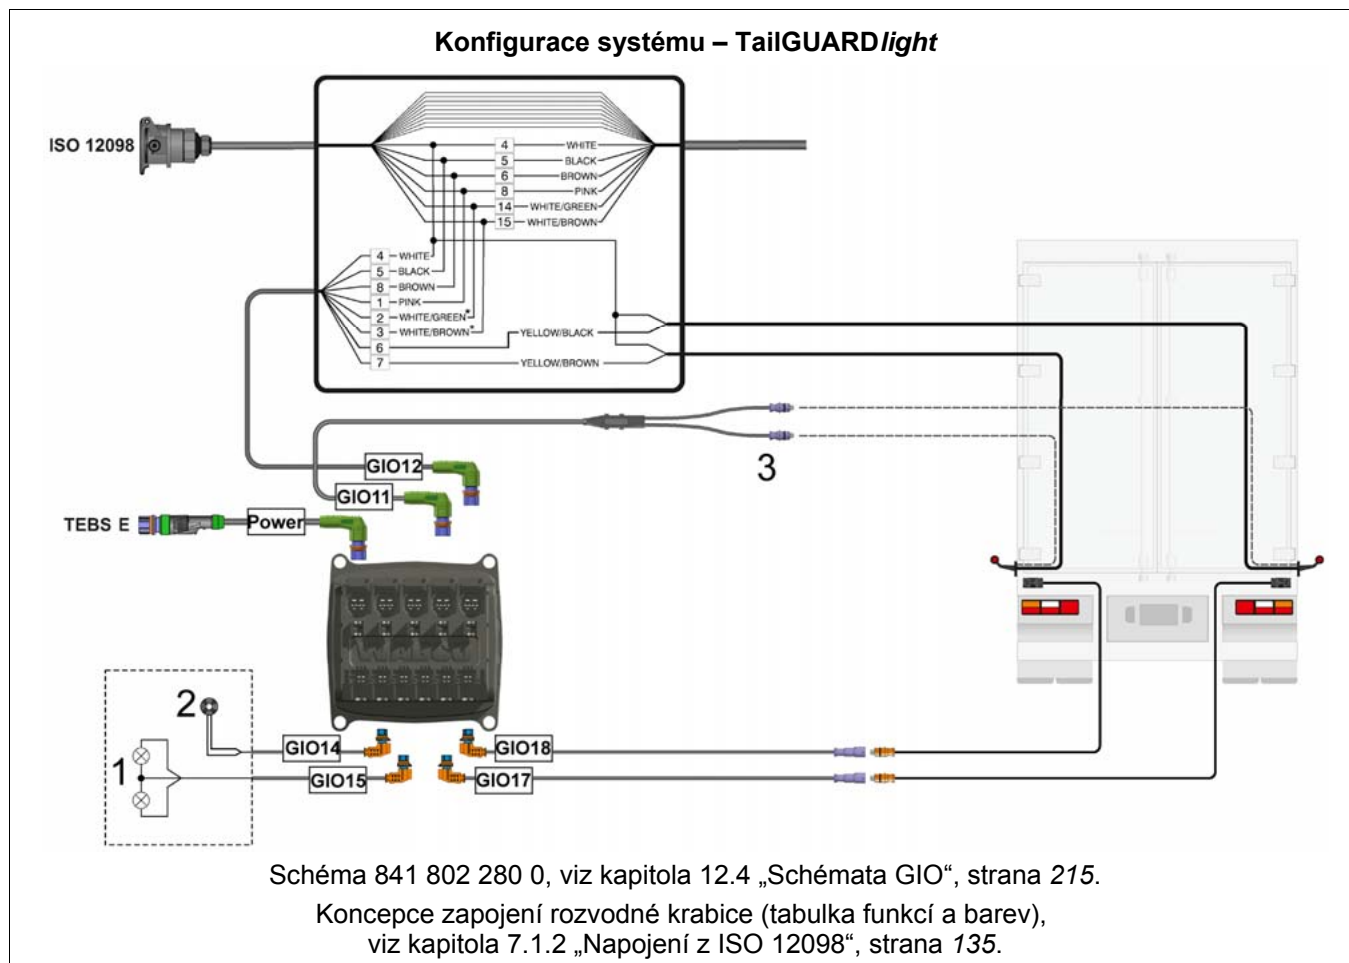 Konfigurace systému – TailGUARDlight
ISO 12098
4 WHITE
5 BLACK
6 BROWN
8 PINK
14 WHITE/GREEN
15 WHITE/BROWN
4 WHITE
5 BLACK
8 BROWN
1 PINK
2 WHITE/GREEN*
3 WHITE/BROWN*
6 YELLOW/BLACK
7 YELLOW/BROWN
3
GIO12
GIO11
TEBS E
Power
2
1
GIO14
GIO18
GIO15
GIO17
Schéma 841 802 280 0, viz kapitola 12.4 „Schémata GIO“, strana 215.
Koncepce zapojení rozvodné krabice (tabulka funkcí a barev),
viz kapitola 7.1.2 „Napojení z ISO 12098“, strana 135.